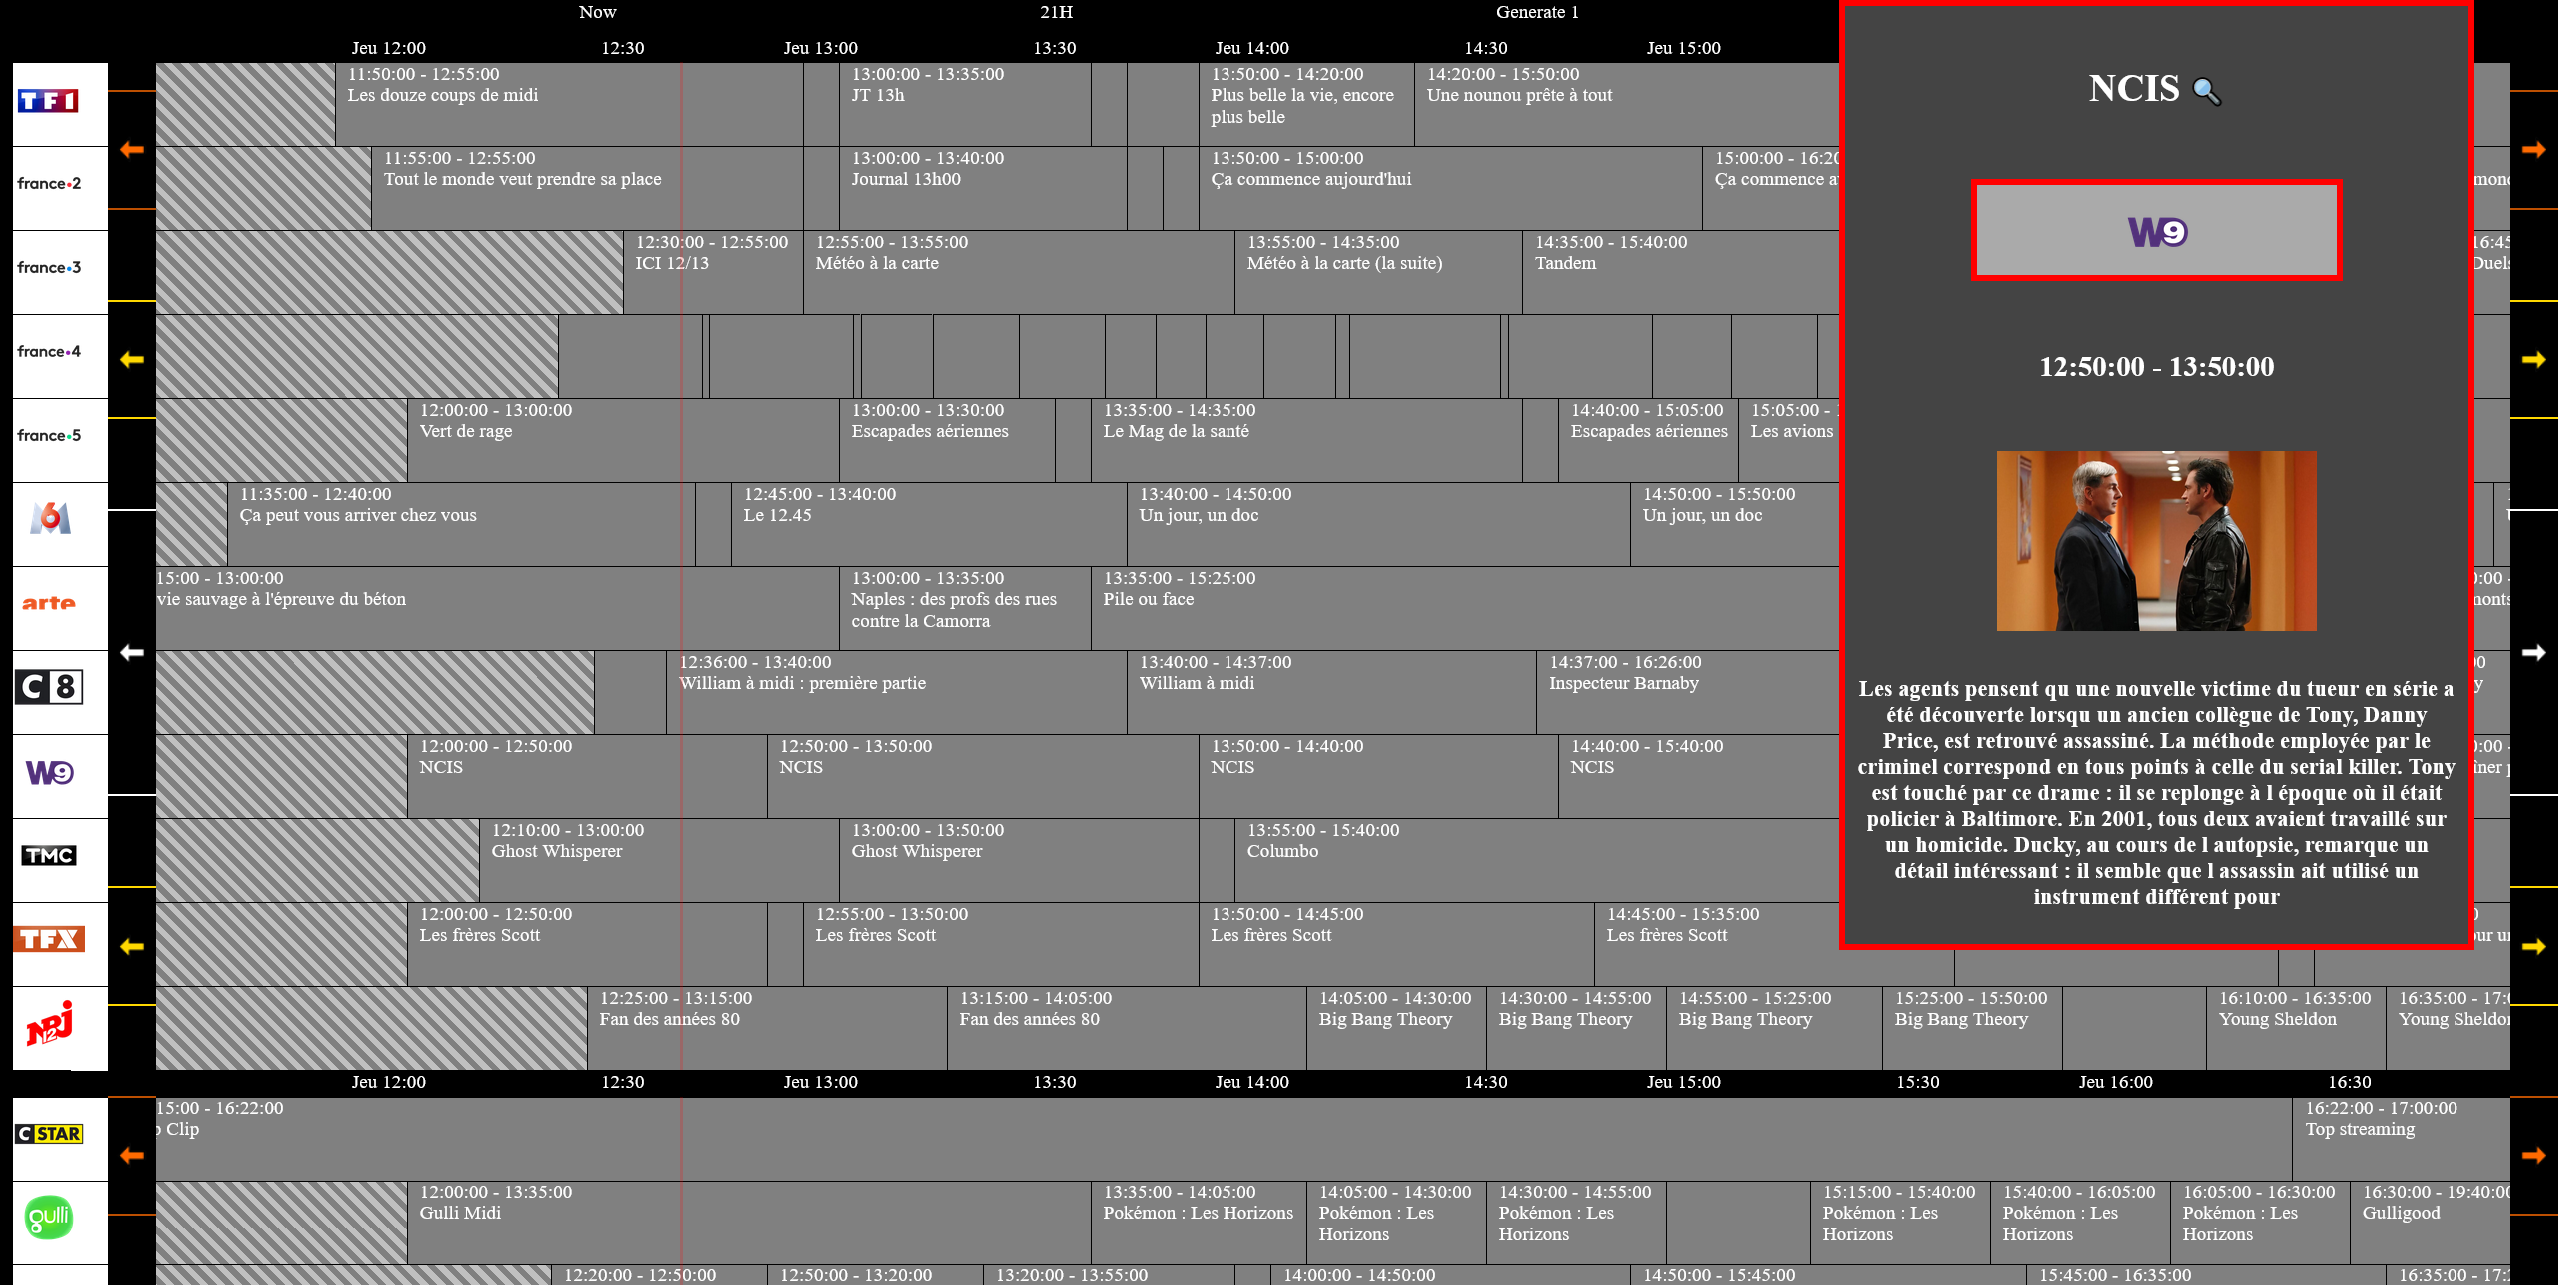 Now
21H
Generate 1
Jeu 12:00
12:30
Jeu 13:00
13:30
Jeu 14:00
14:30
Jeu 15:00
TF1
11:50:00 - 12:55:00
Les douze coups de midi
13:00:00 - 13:35:00
JT 13h
13:50:00 - 14:20:00
Plus belle la vie, encore
plus belle
14:20:00 - 15:50:00
Une nounou prête à tout
france•2
11:55:00 - 12:55:00
Tout le monde veut prendre sa place
13:00:00 - 13:40:00
Journal 13h00
13:50:00 - 15:00:00
Ça commence aujourd'hui
15:00:00 - 16:20
Ça commence
france•3
12:30:00 - 12:55:00
ICI 12/13
12:55:00 - 13:55:00
Météo à la carte
13:55:00 - 14:35:00
Météo à la carte (la suite)
14:35:00 - 15:40:00
Tandem
16:45
Duels
france•4
france•5
12:00:00 - 13:00:00
Vert de rage
13:00:00 - 13:30:00
Escapades aériennes
13:35:00 - 14:35:00
Le Mag de la santé
14:40:00 - 15:05:00
Escapades aériennes
15:05:00 -
Les avions
M6
11:35:00 - 12:40:00
Ça peut vous arriver chez vous
12:45:00 - 13:40:00
Le 12.45
13:40:00 - 14:50:00
Un jour, un doc
14:50:00 - 15:50:00
Un jour, un doc
arte
15:00 - 13:00:00
vie sauvage à l'épreuve du béton
13:00:00 - 13:35:00
Naples : des profs des rues
contre la Camorra
13:35:00 - 15:25:00
Pile ou face
C8
12:36:00 - 13:40:00
William à midi : première partie
13:40:00 - 14:37:00
William à midi
14:37:00 - 16:26:00
Inspecteur Barnaby
W9
12:00:00 - 12:50:00
NCIS
12:50:00 - 13:50:00
NCIS
13:50:00 - 14:40:00
NCIS
14:40:00 - 15:40:00
NCIS
TMC
12:10:00 - 13:00:00
Ghost Whisperer
13:00:00 - 13:50:00
Ghost Whisperer
13:55:00 - 15:40:00
Columbo
TFX
12:00:00 - 12:50:00
Les frères Scott
12:55:00 - 13:50:00
Les frères Scott
13:50:00 - 14:45:00
Les frères Scott
14:45:00 - 15:35:00
Les frères Scott
NRJ12
12:25:00 - 13:15:00
Fan des années 80
13:15:00 - 14:05:00
Fan des années 80
14:05:00 - 14:30:00
Big Bang Theory
14:30:00 - 14:55:00
Big Bang Theory
14:55:00 - 15:25:00
Big Bang Theory
15:25:00 - 15:50:00
Big Bang Theory
16:10:00 - 16:35:00
Young Sheldon
16:35:00 - 17:0
Young Sheldon
Jeu 12:00
12:30
Jeu 13:00
13:30
Jeu 14:00
14:30
Jeu 15:00
15:30
Jeu 16:00
16:30
CSTAR
15:00 - 16:22:00
Clip
16:22:00 - 17:00:00
Top streaming
gulli
12:00:00 - 13:35:00
Gulli Midi
13:35:00 - 14:05:00
Pokémon : Les Horizons
14:05:00 - 14:30:00
Pokémon : Les
Horizons
14:30:00 - 14:55:00
Pokémon : Les
Horizons
15:15:00 - 15:40:00
Pokémon : Les
Horizons
15:40:00 - 16:05:00
Pokémon : Les
Horizons
16:05:00 - 16:30:00
Pokémon : Les
Horizons
16:30:00 - 19:40:00
Gulligood
12:20:00 - 12:50:00
12:50:00 - 13:20:00
13:20:00 - 13:55:00
14:00:00 - 14:50:00
14:50:00 - 15:45:00
15:45:00 - 16:35:00
16:35:00 - 17:
NCIS
W9
12:50:00 - 13:50:00
Les agents pensent qu une nouvelle victime du tueur en série a
été découverte lorsqu un ancien collègue de Tony, Danny
Price, est retrouvé assassiné. La méthode employée par le
criminel correspond en tous points à celle du serial killer. Tony
est touché par ce drame : il se replonge à l époque où il était
policier à Baltimore. En 2001, tous deux avaient travaillé sur
un homicide. Ducky, au cours de l autopsie, remarque un
détail intéressant : il semble que l assassin ait utilisé un
instrument différent pour